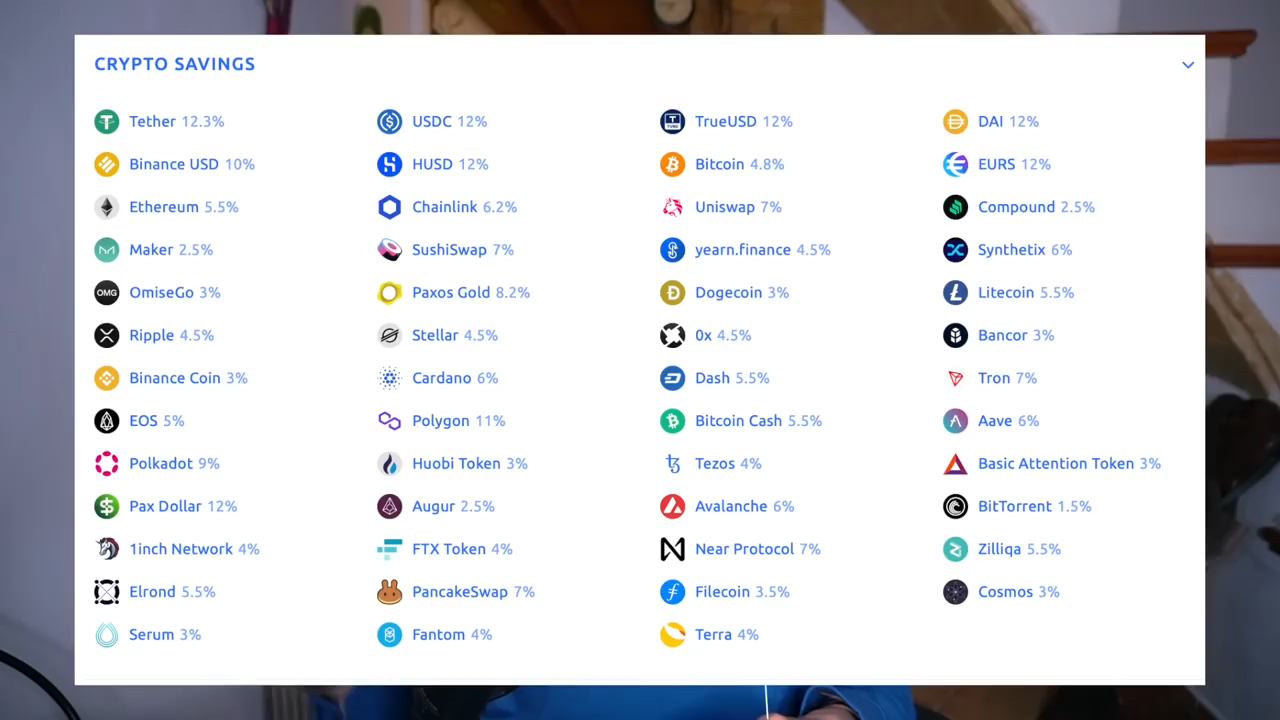 CRYPTO SAVINGS
Tether 12.3% USDC 12% TrueUSD 12% DAI 12%
Binance USD 10% HUSD 12% Bitcoin 4.8% EURS 12%
Ethereum 5.5% Chainlink 6.2% Uniswap 7% Compound 2.5%
Maker 2.5% SushiSwap 7% yearn.finance 4.5% Synthetix 6%
OMG OmiseGo 3% Paxos Gold 8.2% Dogecoin 3% Litecoin 5.5%
Ripple 4.5% Stellar 4.5% 0x 4.5% Bancor 3%
Binance Coin 3% Cardano 6% Dash 5.5% Tron 7%
EOS 5% Polygon 11% Bitcoin Cash 5.5% Aave 6%
Polkadot 9% Huobi Token 3% Tezos 4% Basic Attention Token 3%
Pax Dollar 12% Augur 2.5% Avalanche 6% BitTorrent 1.5%
1inch Network 4% FTX Token 4% Near Protocol 7% Zilliqa 5.5%
Elrond 5.5% PancakeSwap 7% Filecoin 3.5% Cosmos 3%
Serum 3% Fantom 4% Terra 4%